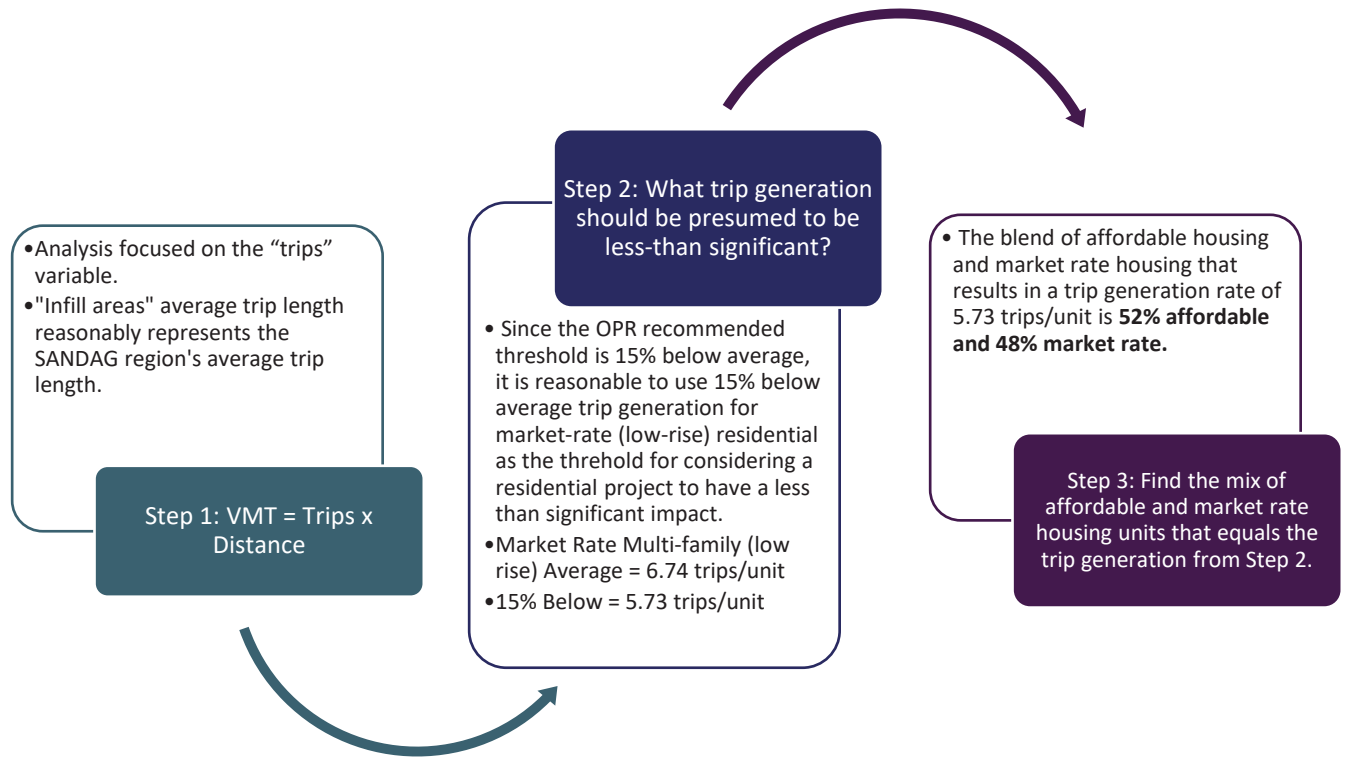 •Analysis focused on the “trips”
variable.
•"Infill areas" average trip length
reasonably represents the
SANDAG region's average trip
length.
Step 1: VMT = Trips x
Distance
Step 2: What trip generation
should be presumed to be
less-than significant?
• Since the OPR recommended
threshold is 15% below average,
it is reasonable to use 15% below
average trip generation for
market-rate (low-rise) residential
as the threhold for considering a
residential project to have a less
than significant impact.
•Market Rate Multi-family (low
rise) Average = 6.74 trips/unit
•15% Below = 5.73 trips/unit
• The blend of affordable housing
and market rate housing that
results in a trip generation rate of
5.73 trips/unit is 52% affordable
and 48% market rate.
Step 3: Find the mix of
affordable and market rate
housing units that equals the
trip generation from Step 2.